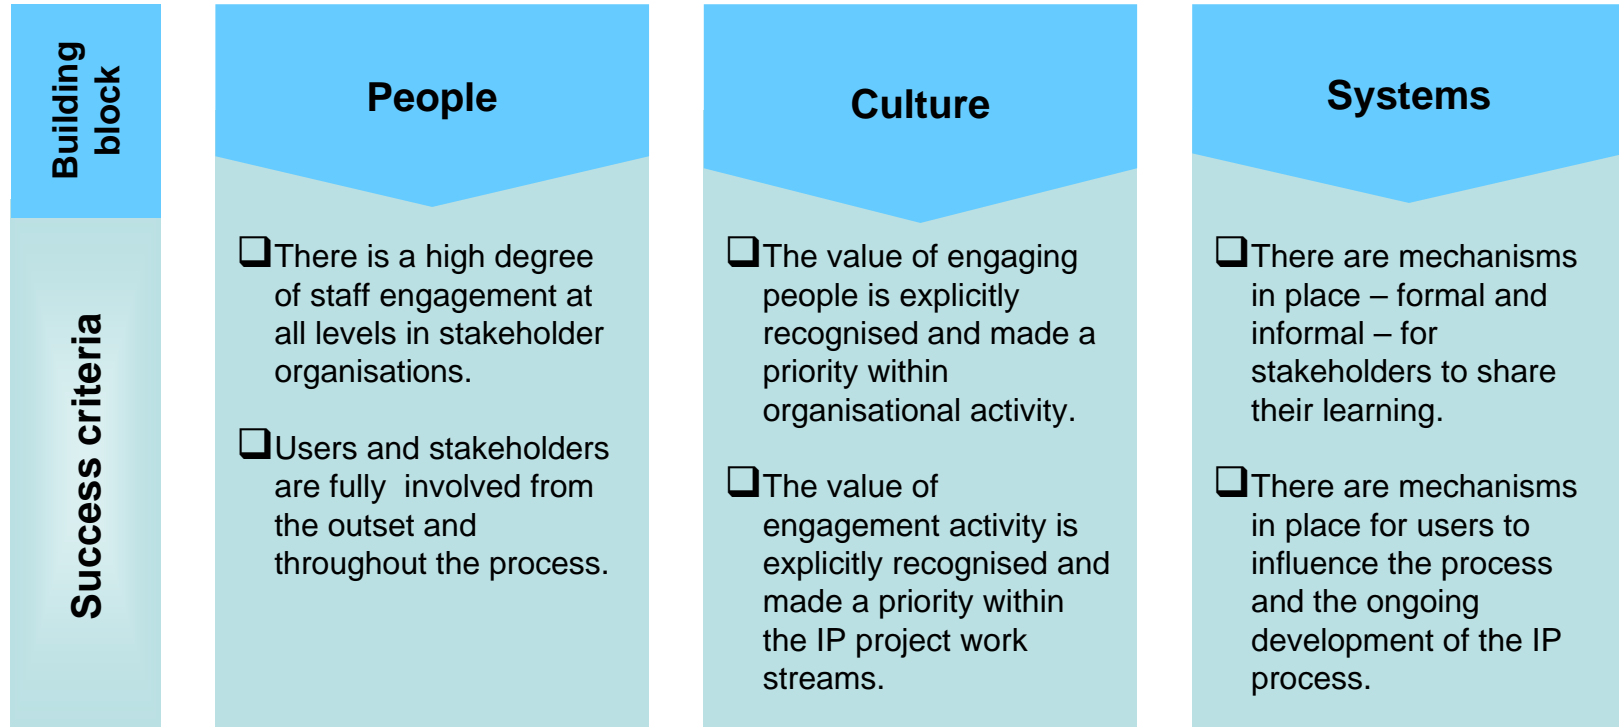 Building
block
People
Culture
Systems
Success criteria
❑There is a high degree
of staff engagement at
all levels in stakeholder
organisations.
❑Users and stakeholders
are fully  involved from
the outset and
throughout the process.
❑The value of engaging
people is explicitly
recognised and made a
priority within
organisational activity.
❑The value of
engagement activity is
explicitly recognised and
made a priority within
the IP project work
streams.
❑There are mechanisms
in place – formal and
informal – for
stakeholders to share
their learning.
❑There are mechanisms
in place for users to
influence the process
and the ongoing
development of the IP
process.